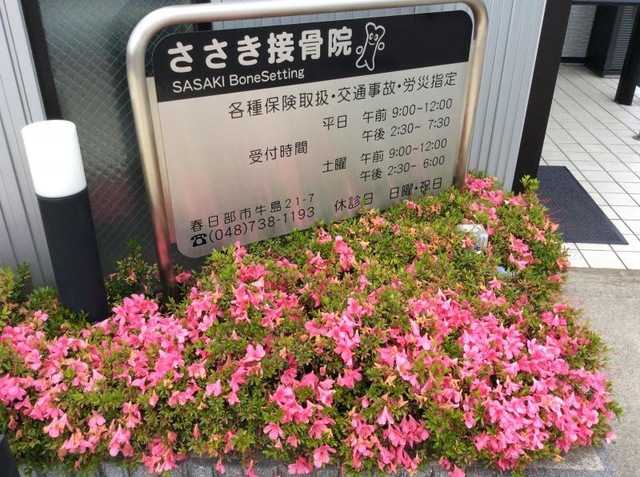 ささき接骨院
SASAKI BoneSetting
各種保険取扱・交通事故・労災指定
受付時間
平日 午前 9:00~12:00
午後 2:30~ 7:30
土曜 午前 9:00~12:00
午後 2:30~ 6:00
休診日 日曜・祝日
春日部市牛島21-7
☎(048)738-1193